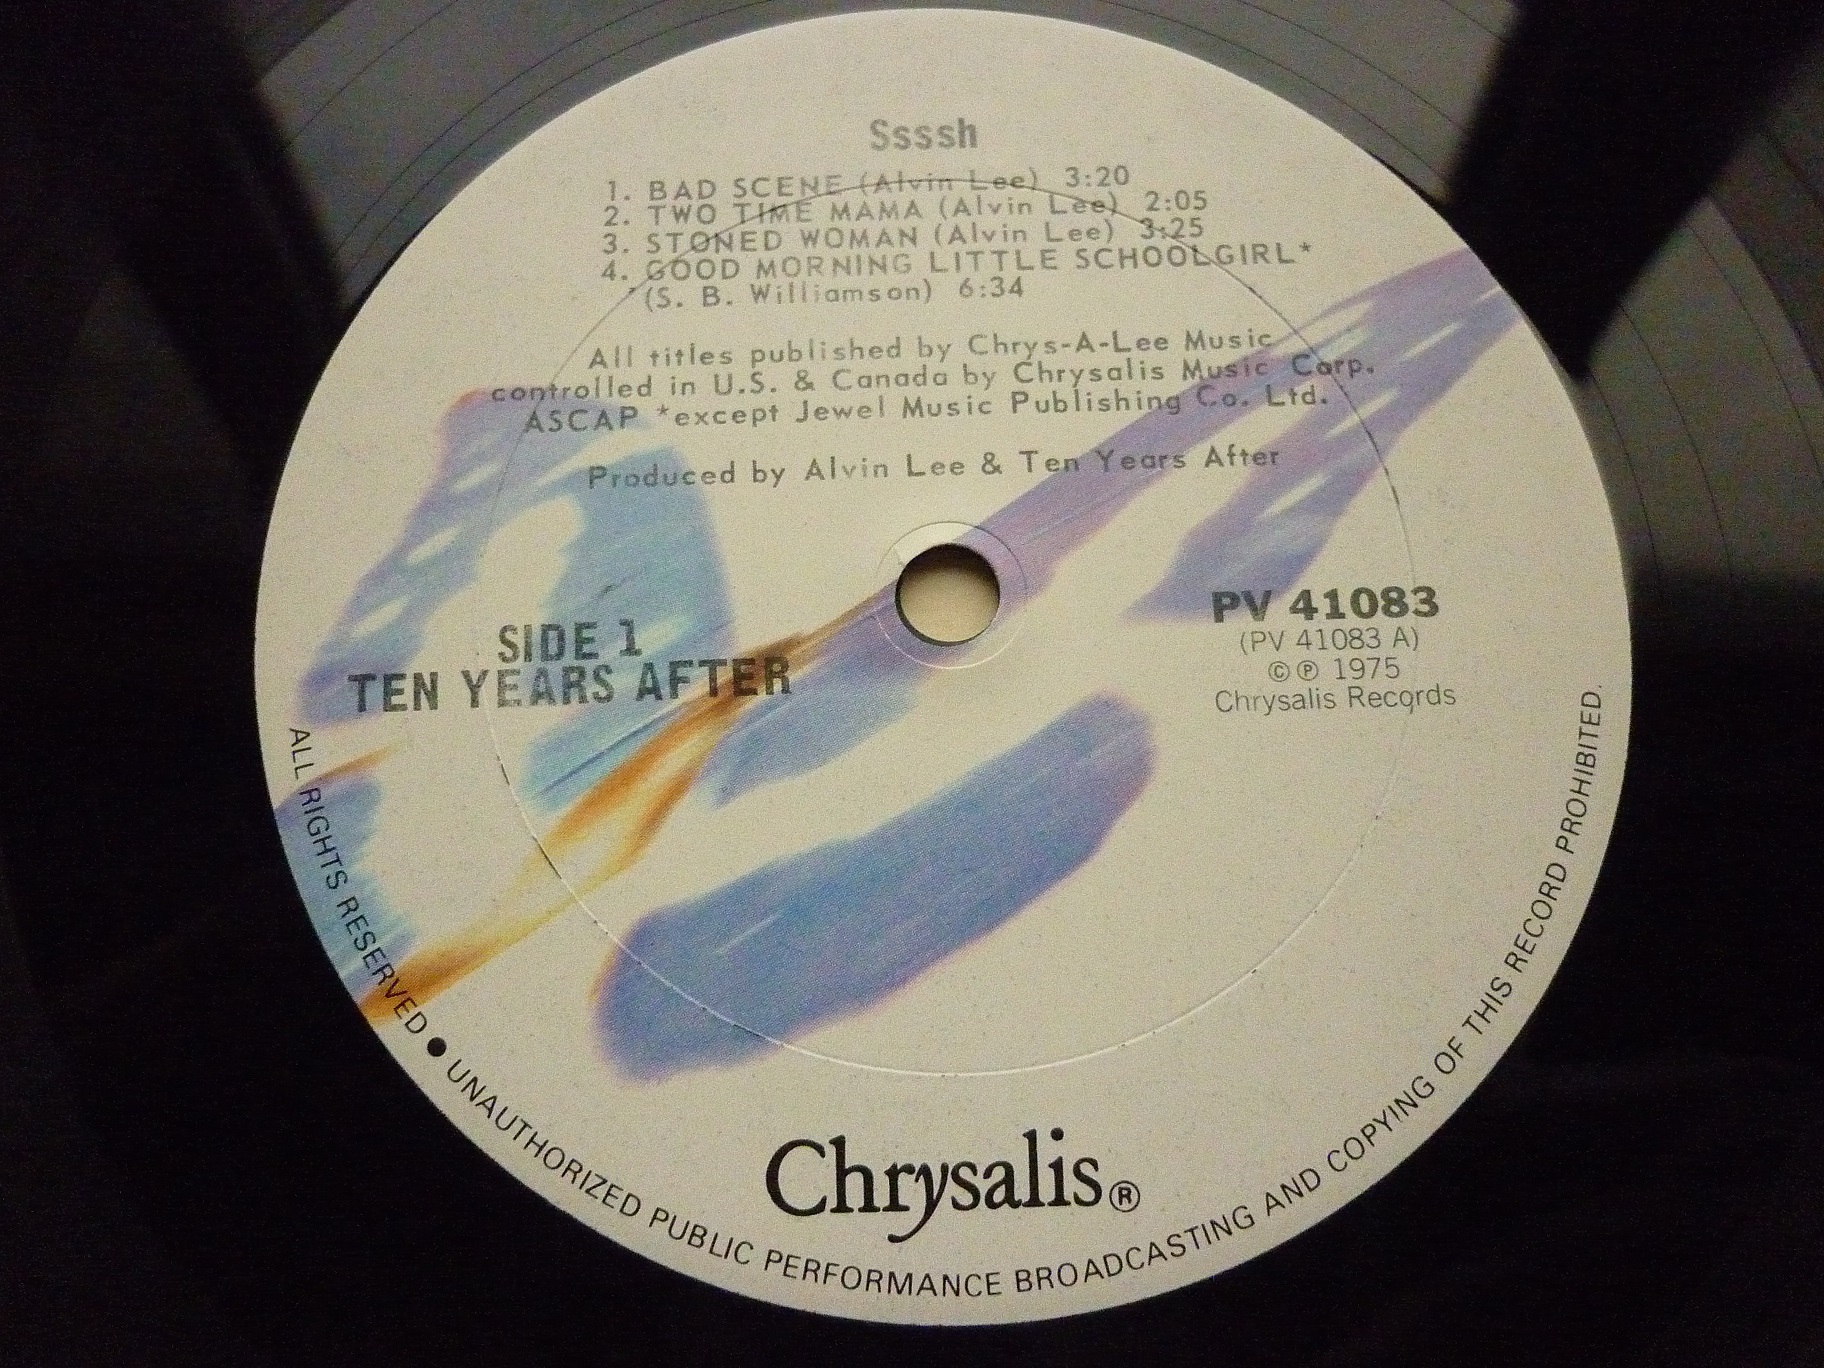 Ssssh
1. BAD SCENE (Alvin Lee) 3:20
2. TWO TIME MAMA (Alvin Lee) 2:05
3. STONED WOMAN (Alvin Lee) 3:25
4. GOOD MORNING LITTLE SCHOOLGIRL*
(S. B. Williamson) 6:34
All titles published by Chrys-A-Lee Music
controlled in U.S. & Canada by Chrysalis Music Corp.
ASCAP *except Jewel Music Publishing Co. Ltd.
Produced by Alvin Lee & Ten Years After
SIDE 1
TEN YEARS AFTER
PV 41083
(PV 41083 A)
©℗ 1975
Chrysalis Records
Chrysalis®
ALL RIGHTS RESERVED ● UNAUTHORIZED PUBLIC PERFORMANCE BROADCASTING AND COPYING OF THIS RECORD PROHIBITED.